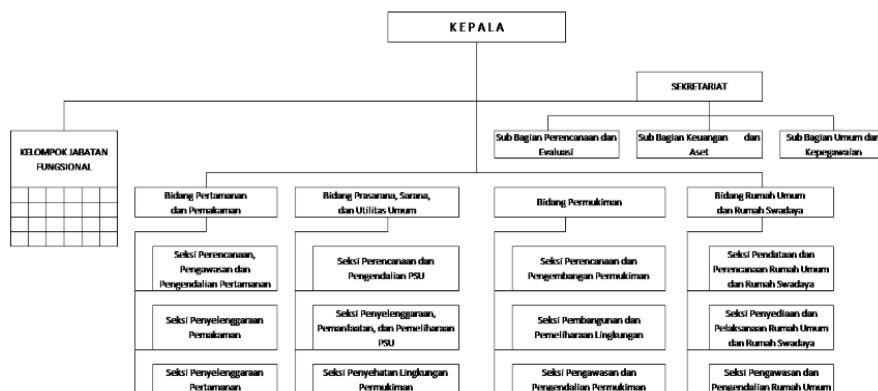 KEPALA
SEKRETARIAT
KELOMPOK JABATAN
FUNGSIONAL
Sub Bagian Perencanaan dan
Evaluasi
Sub Bagian Keuangan dan
Aset
Sub Bagian Umum dan
Kepegawaian
Bidang Pertamanan
dan Pemakaman
Bidang Prasarana, Sarana,
dan Utilitas Umum
Bidang Permukiman
Bidang Rumah Umum
dan Rumah Swadaya
Seksi Perencanaan,
Pengawasan dan
Pengendalian Pertamanan
Seksi Perencanaan dan
Pengendalian PSU
Seksi Perencanaan dan
Pengembangan Permukiman
Seksi Pendataan dan
Perencanaan Rumah Umum
dan Rumah Swadaya
Seksi Penyelenggaraan
Pemakaman
Seksi Penyelenggaraan,
Pemanfaatan, dan Pemeliharaan
PSU
Seksi Pembangunan dan
Pemeliharaan Lingkungan
Seksi Penyediaan dan
Pelaksanaan Rumah Umum
dan Rumah Swadaya
Seksi Penyelenggaraan
Pertamanan
Seksi Penyehatan Lingkungan
Permukiman
Seksi Pengawasan dan
Pengendalian Permukiman
Seksi Pengawasan dan
Pengendalian Rumah Umum